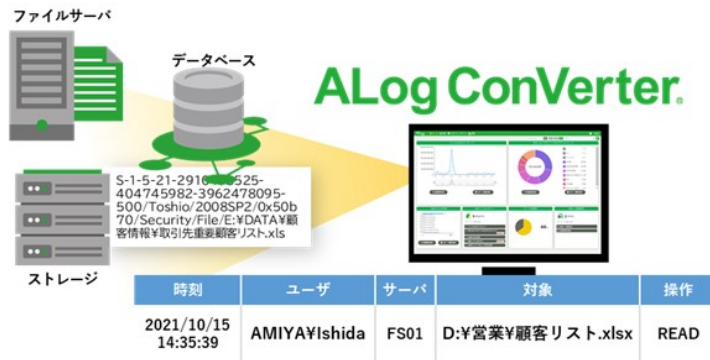 ファイルサーバ
データベース
ALog ConVerter®
S-1-5-21-2910
525-
404745982-3962478095-
500/Toshio/2008SP2/0x50b
70/Security/File/E:¥DATA¥顧
客情報¥取引先重要顧客リスト.xls
ストレージ
時刻 ユーザ サーバ 対象 操作
2021/10/15
14:35:39
AMIYA¥Ishida FS01 D:¥営業¥顧客リスト.xlsx READ